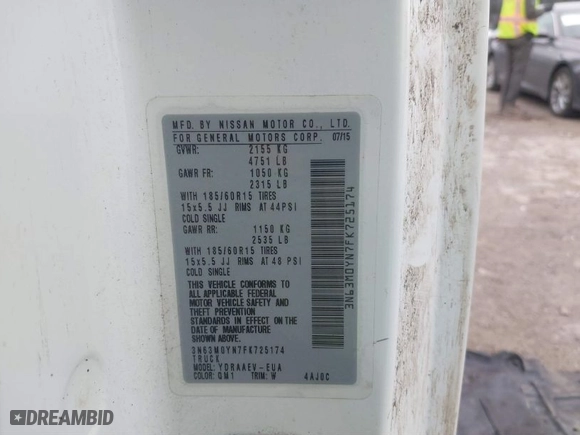 MFD. BY NISSAN MOTOR CO., LTD.
FOR GENERAL MOTORS CORP. 07/15
GVWR: 2155 KG
4751 LB
GAWR FR: 1050 KG
2315 LB
WITH 185/60R15 TIRES
15x5.5 JJ RIMS AT 44PSI
COLD SINGLE
GAWR RR: 1150 KG
2535 LB
WITH 185/60R15 TIRES
15x5.5 JJ RIMS AT 48 PSI
COLD SINGLE
THIS VEHICLE CONFORMS TO
ALL APPLICABLE FEDERAL
MOTOR VEHICLE SAFETY AND
THEFT PREVENTION
STANDARDS IN EFFECT ON THE
DATE OF MANUFACTURE
SHOWN ABOVE.
3N63M0YN7FK725174
TRUCK
MODEL: YDRAAEV-EUA
COLOR: QM1 TRIM: W 4AJ0C
3N63M0YN7FK725174
DREAMBID